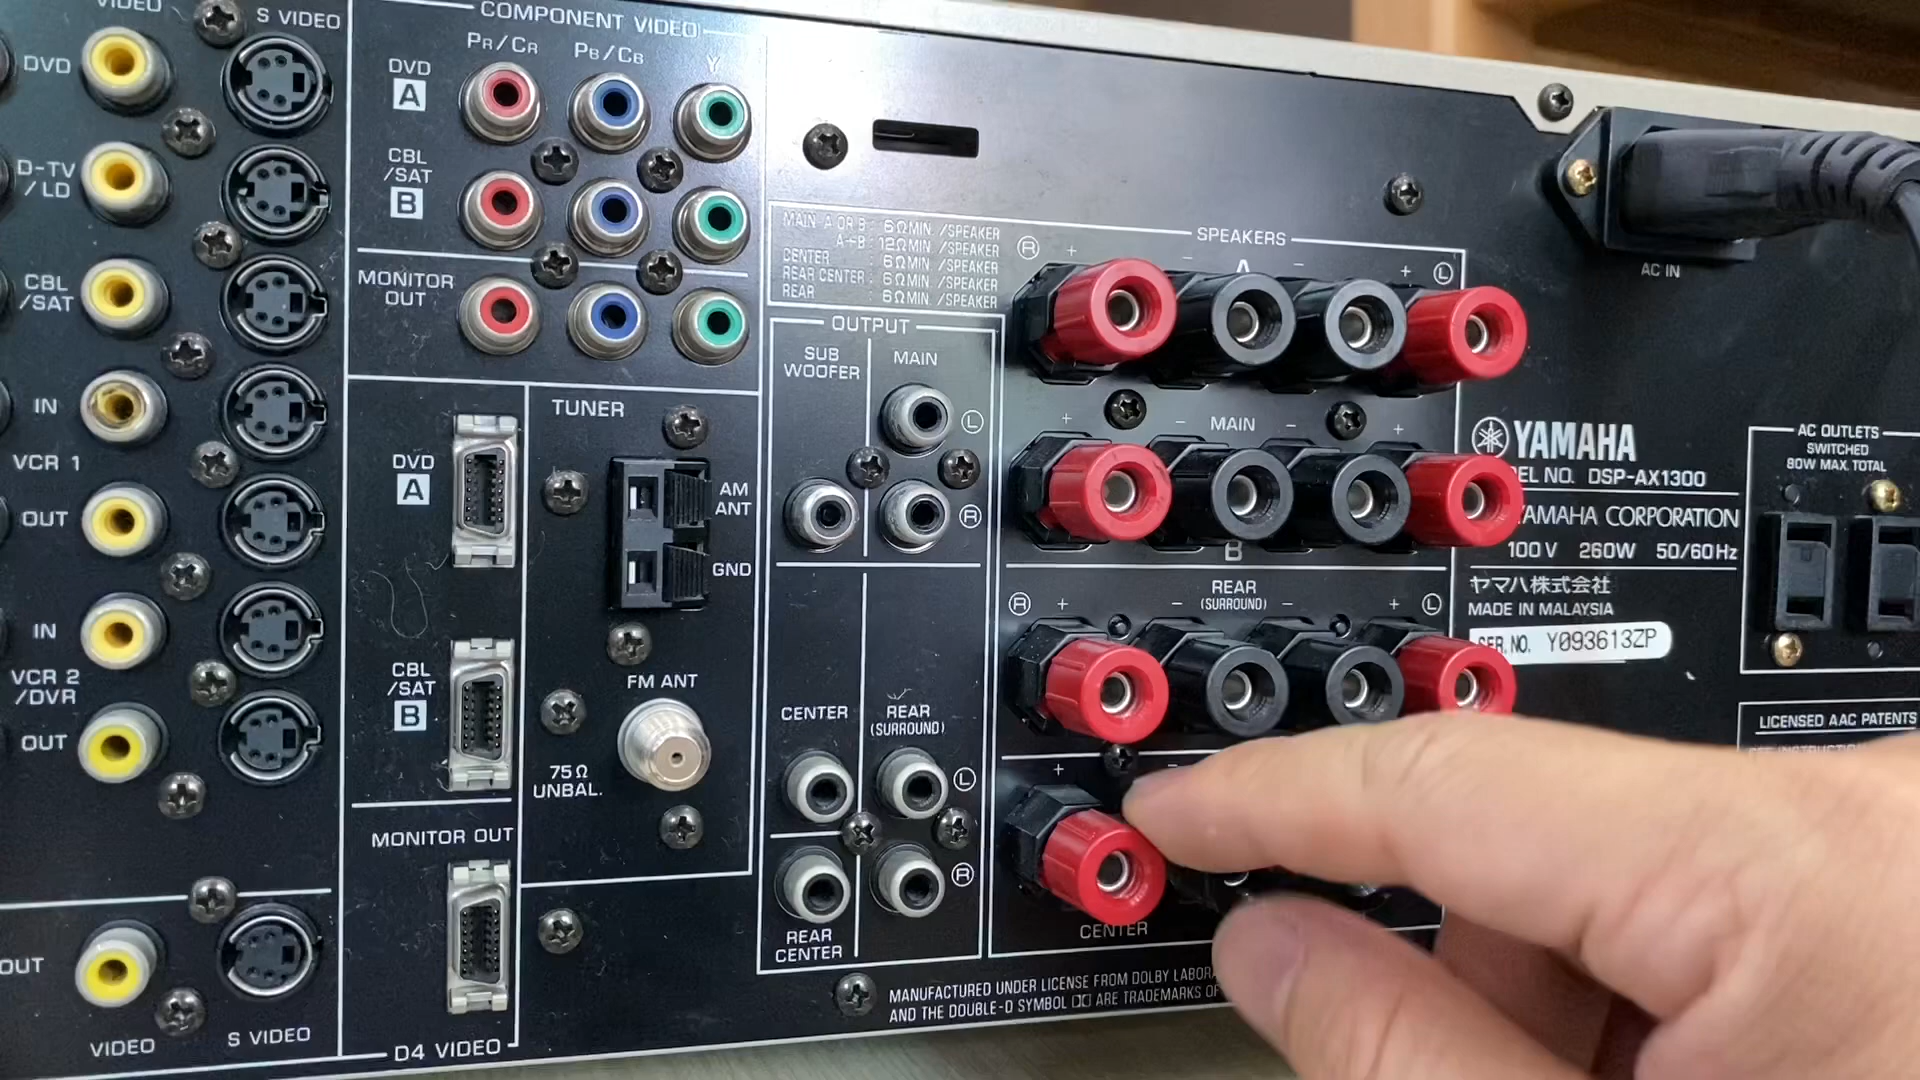 VIDEO
S VIDEO
DVD
D-TV
/ LD
CBL
/SAT
IN
VCR 1
OUT
IN
VCR 2
/DVR
OUT
OUT
VIDEO
S VIDEO
COMPONENT VIDEO
PR/CR
PB/CB
Y
DVD
A
CBL
/SAT
B
MONITOR
OUT
DVD
A
CBL
/SAT
B
MONITOR OUT
D4 VIDEO
TUNER
AM
ANT
GND
FM ANT
75Ω
UNBAL.
MAIN A OR B : 6ΩMIN. /SPEAKER
A+B : 12ΩMIN. /SPEAKER
CENTER : 6ΩMIN. /SPEAKER
REAR CENTER : 6ΩMIN. /SPEAKER
REAR : 6ΩMIN. /SPEAKER
OUTPUT
SUB
WOOFER
MAIN
L
R
CENTER
REAR
(SURROUND)
L
R
REAR
CENTER
SPEAKERS
R + − A − + L
+ − MAIN − +
B
REAR
(SURROUND)
R + − − + L
+ −
CENTER
MANUFACTURED UNDER LICENSE FROM DOLBY LABORA
AND THE DOUBLE-D SYMBOL ARE TRADEMARKS OF
AC IN
YAMAHA
EL NO. DSP-AX1300
YAMAHA CORPORATION
100V 260W 50/60Hz
ヤマハ株式会社
MADE IN MALAYSIA
SER. NO. Y093613ZP
AC OUTLETS
SWITCHED
80W MAX. TOTAL
LICENSED AAC PATENTS